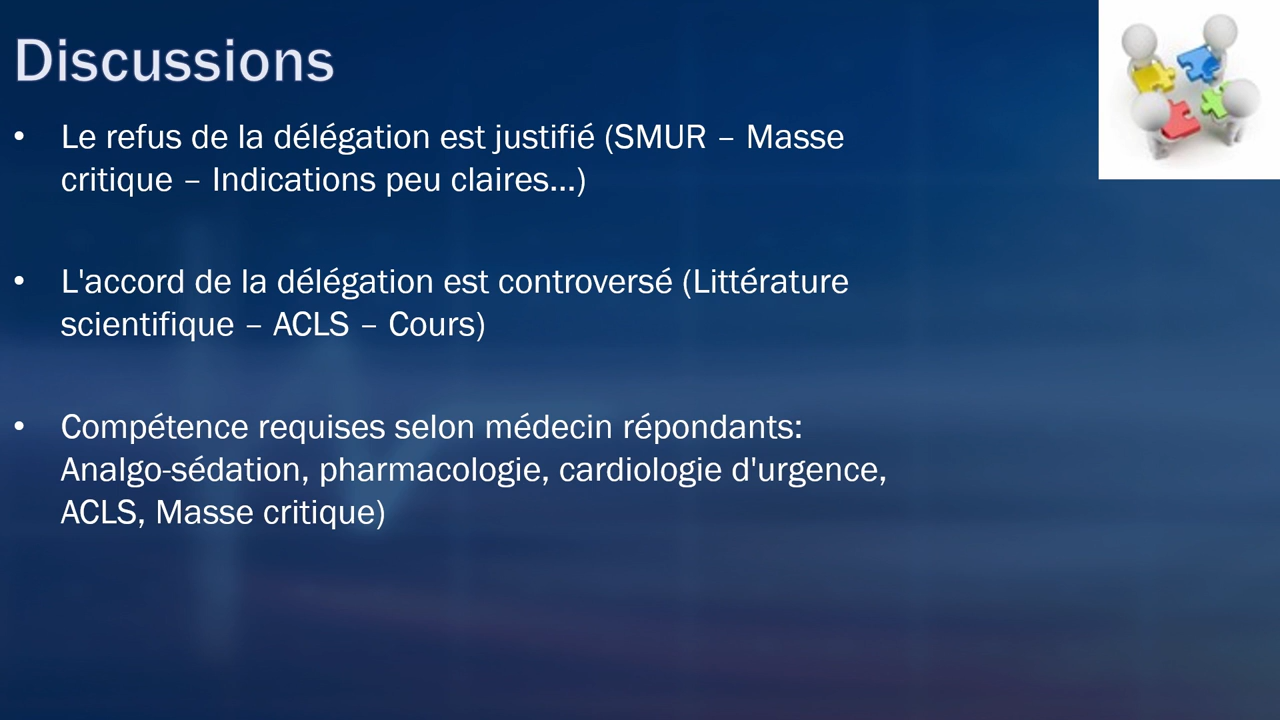 Discussions
• Le refus de la délégation est justifié (SMUR – Masse
critique – Indications peu claires...)
• L'accord de la délégation est controversé (Littérature
scientifique – ACLS – Cours)
• Compétence requises selon médecin répondants:
Analgo-sédation, pharmacologie, cardiologie d'urgence,
ACLS, Masse critique)